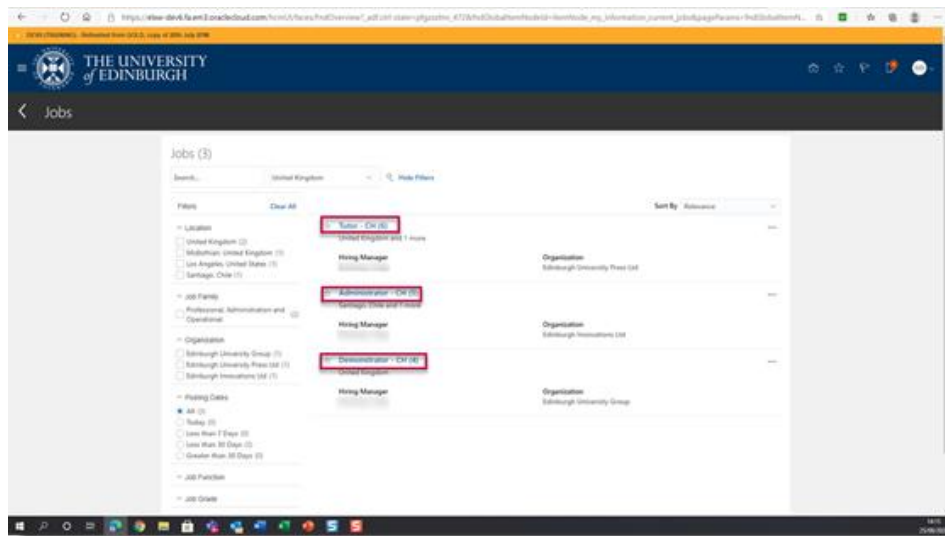 THE UNIVERSITY
of EDINBURGH
Jobs
Jobs (3)
Search...
United Kingdom
Hide Filters
Filters
Clear All
Sort By Relevance
Location
United Kingdom (2)
Midlothian, United Kingdom (1)
Los Angeles, United States (1)
Santiago, Chile (1)
Job Family
Professional, Administration and
Operational
Organization
Edinburgh University Group (1)
Edinburgh University Press Ltd (1)
Edinburgh Innovations Ltd (1)
Posting Dates
All (3)
Today (0)
Less than 7 Days (0)
Less than 30 Days
Greater than 30 Days (0)
Job Function
Job Grade
Tutor - CH (6)
United Kingdom and 1 more
Hiring Manager
Organization
Edinburgh University Press Ltd
Administrator - CH (5)
Santiago, Chile and 1 more
Hiring Manager
Organization
Edinburgh Innovations Ltd
Demonstrator - CH (4)
United Kingdom
Hiring Manager
Organization
Edinburgh University Group